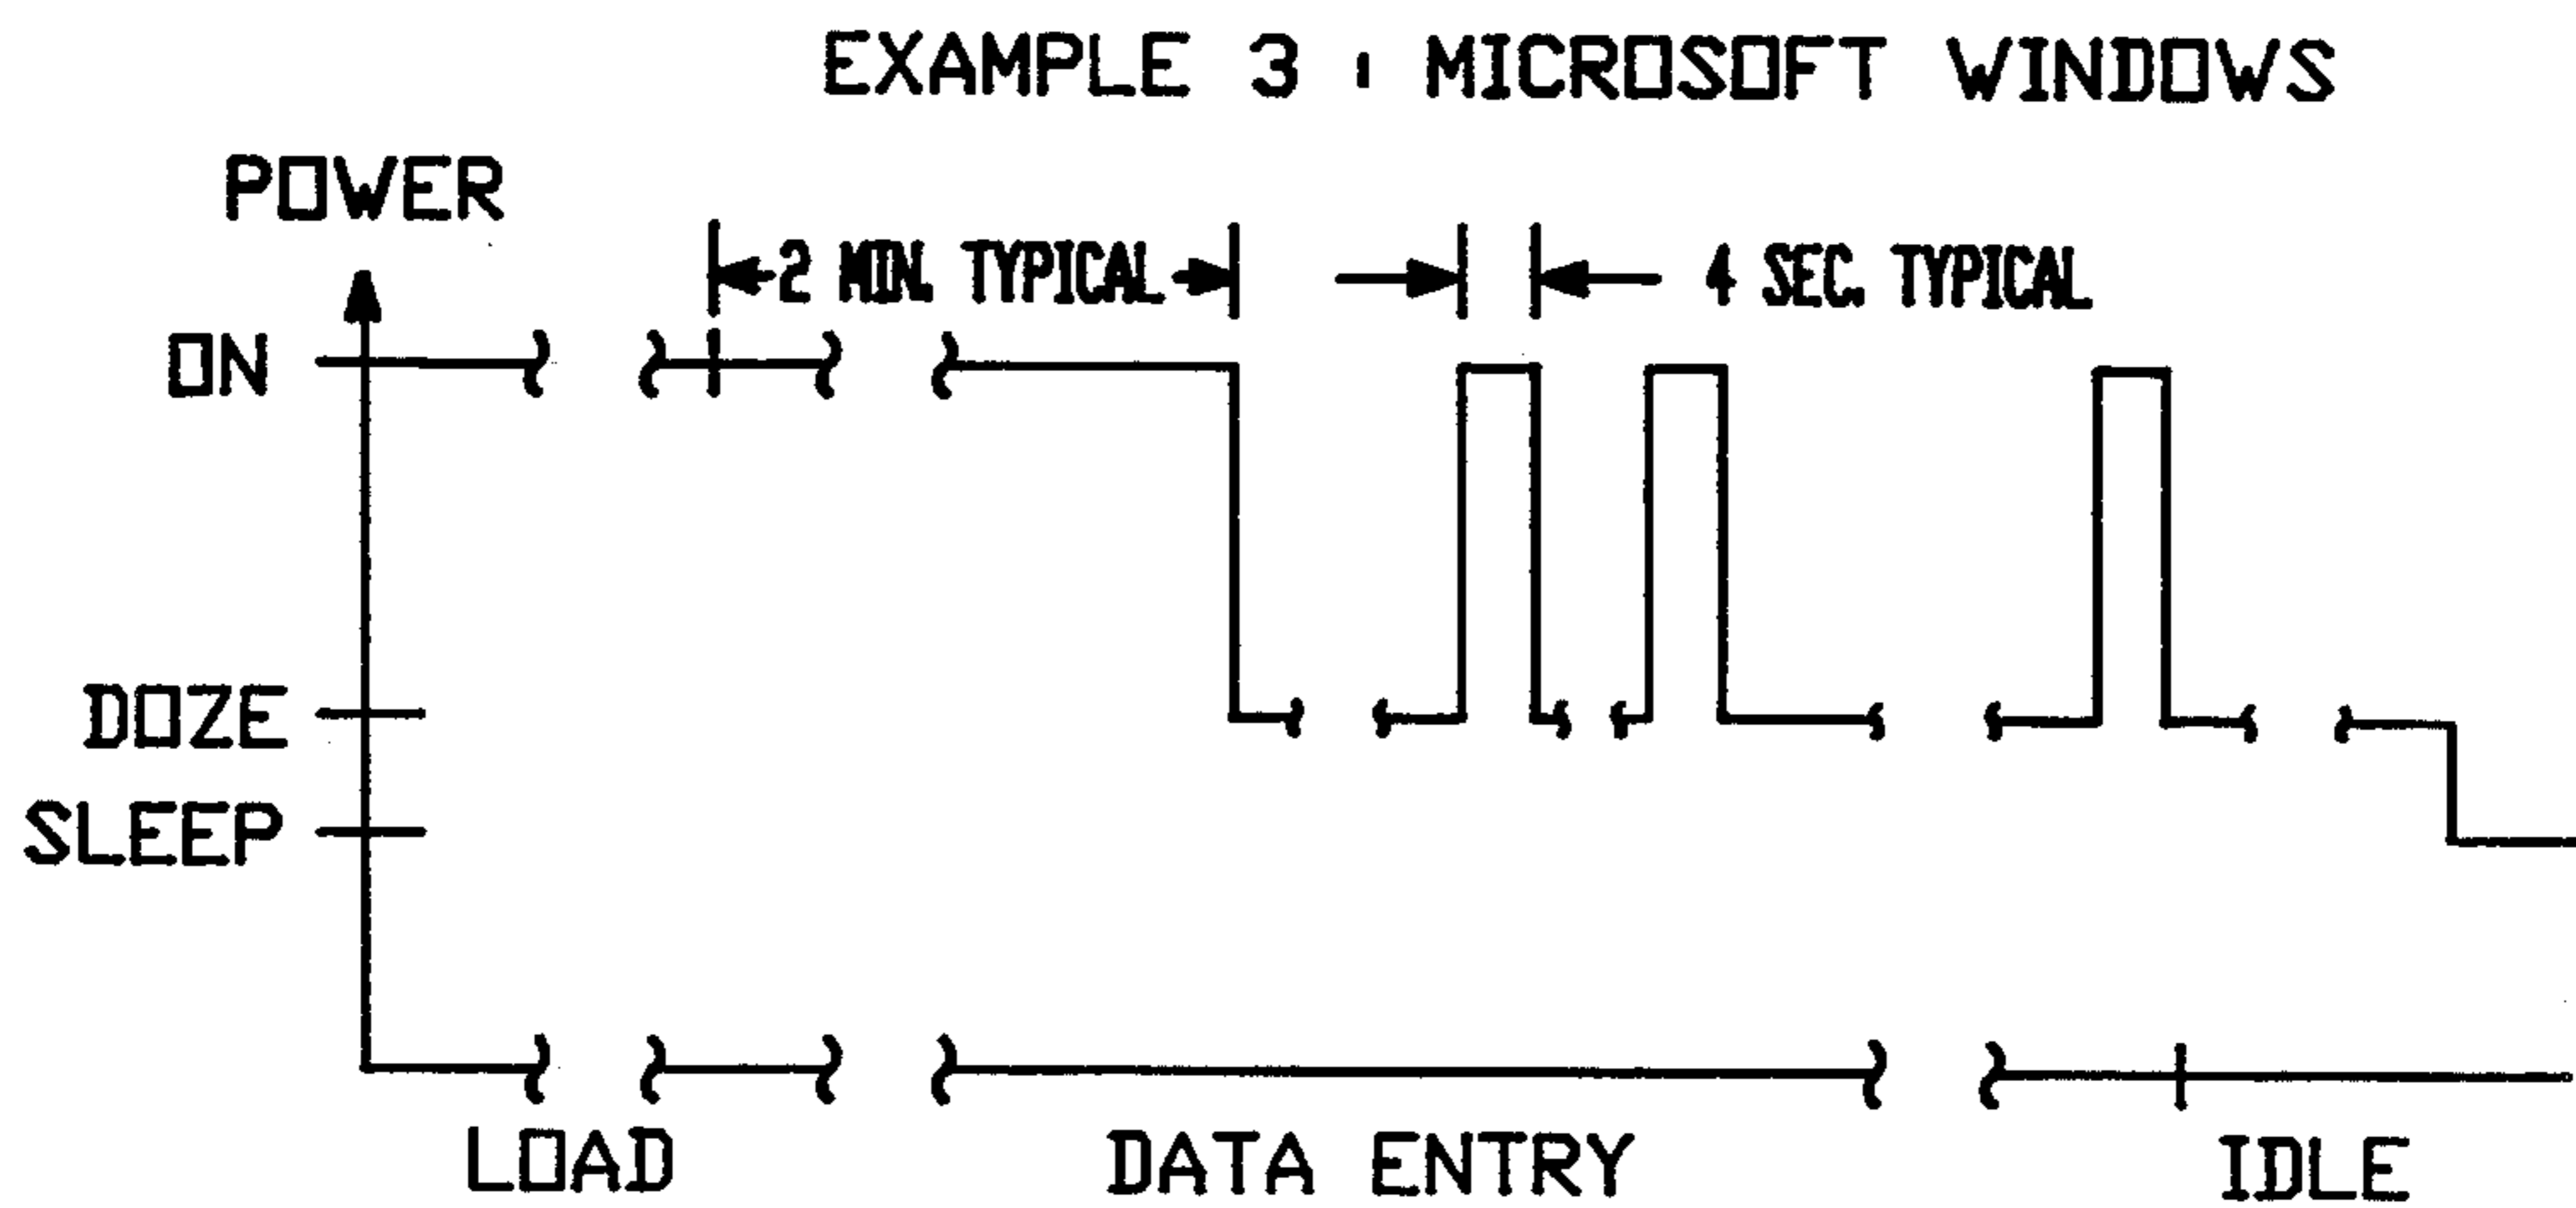 EXAMPLE 3 : MICROSOFT WINDOWS
POWER
2 MIN. TYPICAL
4 SEC. TYPICAL
ON
DOZE
SLEEP
LOAD
DATA ENTRY
IDLE